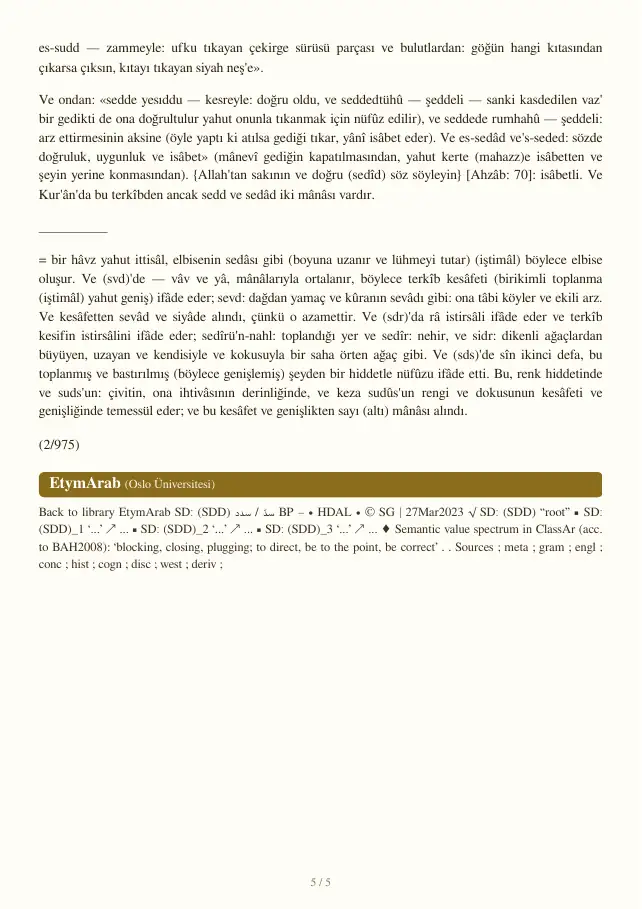 es-sudd — zammeyle: ufku tıkayan çekirge sürüsü parçası ve bulutlardan: göğün hangi kıtasından
çıkarsa çıksın, kıtayı tıkayan siyah neş'e».
Ve ondan: «sedde yesıddu — kesreyle: doğru oldu, ve seddedtühû — şeddeli — sanki kasdedilen vaz'
bir gedikti de ona doğrultulur yahut onunla tıkanmak için nüfûz edilir), ve seddede rumhahû — şeddeli:
arz ettirmesinin aksine (öyle yaptı ki atılsa gediği tıkar, yânî isâbet eder). Ve es-sedâd ve's-seded: sözde
doğruluk, uygunluk ve isâbet» (mânevî gediğin kapatılmasından, yahut kerte (mahazz)e isâbetten ve
şeyin yerine konmasından). {Allah'tan sakının ve doğru (sedîd) söz söyleyin} [Ahzâb: 70]: isâbetli. Ve
Kur'ân'da bu terkîbden ancak sedd ve sedâd iki mânâsı vardır.
= bir hâvz yahut ittisâl, elbisenin sedâsı gibi (boyuna uzanır ve lühmeyi tutar) (iştimâl) böylece elbise
oluşur. Ve (svd)'de — vâv ve yâ, mânâlarıyla ortalanır, böylece terkîb kesâfeti (birikimli toplanma
(iştimâl) yahut geniş) ifâde eder; sevd: dağdan yamaç ve kûranın sevâdı gibi: ona tâbi köyler ve ekili arz.
Ve kesâfetten sevâd ve siyâde alındı, çünkü o azamettir. Ve (sdr)'da râ istirsâli ifâde eder ve terkîb
kesifin istirsâlini ifâde eder; sedîrü'n-nahl: toplandığı yer ve sedîr: nehir, ve sidr: dikenli ağaçlardan
büyüyen, uzayan ve kendisiyle ve kokusuyla bir saha örten ağaç gibi. Ve (sds)'de sîn ikinci defa, bu
toplanmış ve bastırılmış (böylece genişlemiş) şeyden bir hiddetle nüfûzu ifâde etti. Bu, renk hiddetinde
ve suds'un: çivitin, ona ihtivâsının derinliğinde, ve keza sudûs'un rengi ve dokusunun kesâfeti ve
genişliğinde temessül eder; ve bu kesâfet ve genişlikten sayı (altı) mânâsı alındı.
(2/975)
EtymArab (Oslo Üniversitesi)
Back to library EtymArab SD: (SDD) سدّ / سدد BP – • HDAL • © SG | 27Mar2023 √ SD: (SDD) “root” ▪ SD:
(SDD)_1 ‘...’ ↗ ... ▪ SD: (SDD)_2 ‘...’ ↗ ... ▪ SD: (SDD)_3 ‘...’ ↗ ... ♦ Semantic value spectrum in ClassAr (acc.
to BAH2008): ‘blocking, closing, plugging; to direct, be to the point, be correct’ . . Sources ; meta ; gram ; engl ;
conc ; hist ; cogn ; disc ; west ; deriv ;
5 / 5